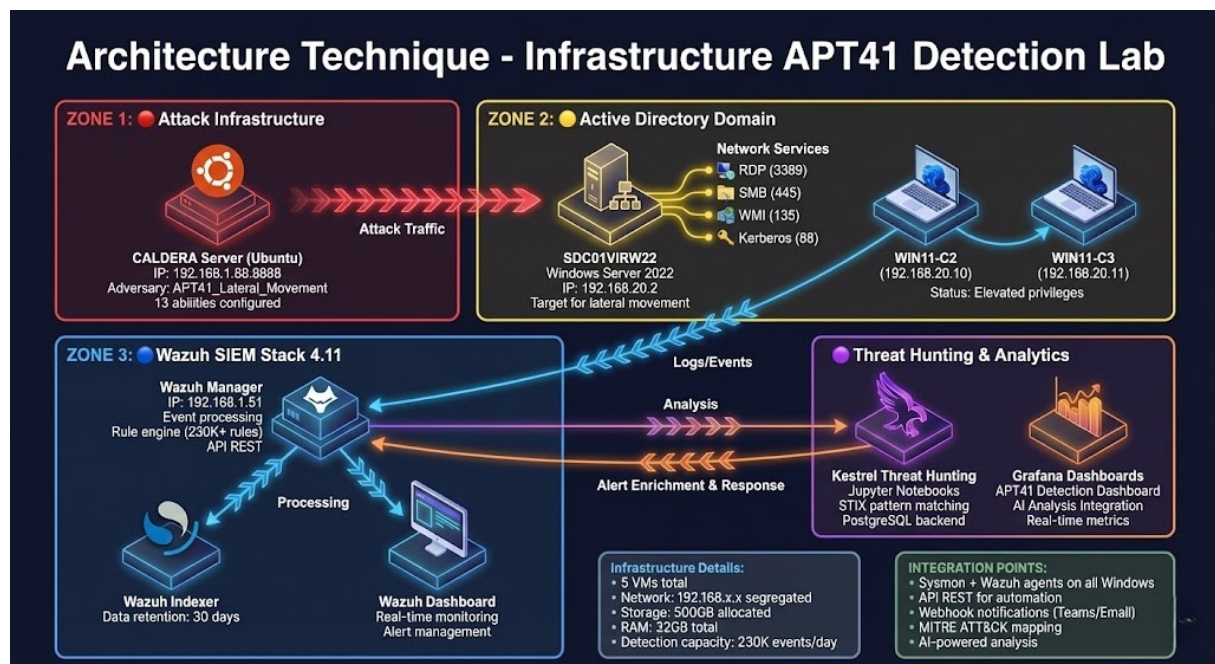 Architecture Technique - Infrastructure APT41 Detection Lab
ZONE 1: Attack Infrastructure
CALDERA Server (Ubuntu)
IP: 192.168.1.88.8888
Adversary: APT41_Lateral_Movement
13 abilities configured
Attack Traffic
ZONE 2: Active Directory Domain
SDC01VIRW22
Windows Server 2022
IP: 192.168.20.2
Target for lateral movement
Network Services
RDP (3389)
SMB (445)
WMI (135)
Kerberos (88)
WIN11-C2
(192.168.20.10)
WIN11-C3
(192.168.20.11)
Status: Elevated privileges
ZONE 3: Wazuh SIEM Stack 4.11
Wazuh Manager
IP: 192.168.1.51
Event processing
Rule engine (230K+ rules)
API REST
Processing
Wazuh Indexer
Data retention: 30 days
Wazuh Dashboard
Real-time monitoring
Alert management
Logs/Events
Analysis
Alert Enrichment & Response
Threat Hunting & Analytics
Kestrel Threat Hunting
Jupyter Notebooks
STIX pattern matching
PostgreSQL backend
Grafana Dashboards
APT41 Detection Dashboard
AI Analysis Integration
Real-time metrics
Infrastructure Details:
• 5 VMs total
• Network: 192.168.x.x segregated
• Storage: 500GB allocated
• RAM: 32GB total
• Detection capacity: 230K events/day
INTEGRATION POINTS:
• Sysmon + Wazuh agents on all Windows
• API REST for automation
• Webhook notifications (Teams/Email)
• MITRE ATT&CK mapping
• AI-powered analysis